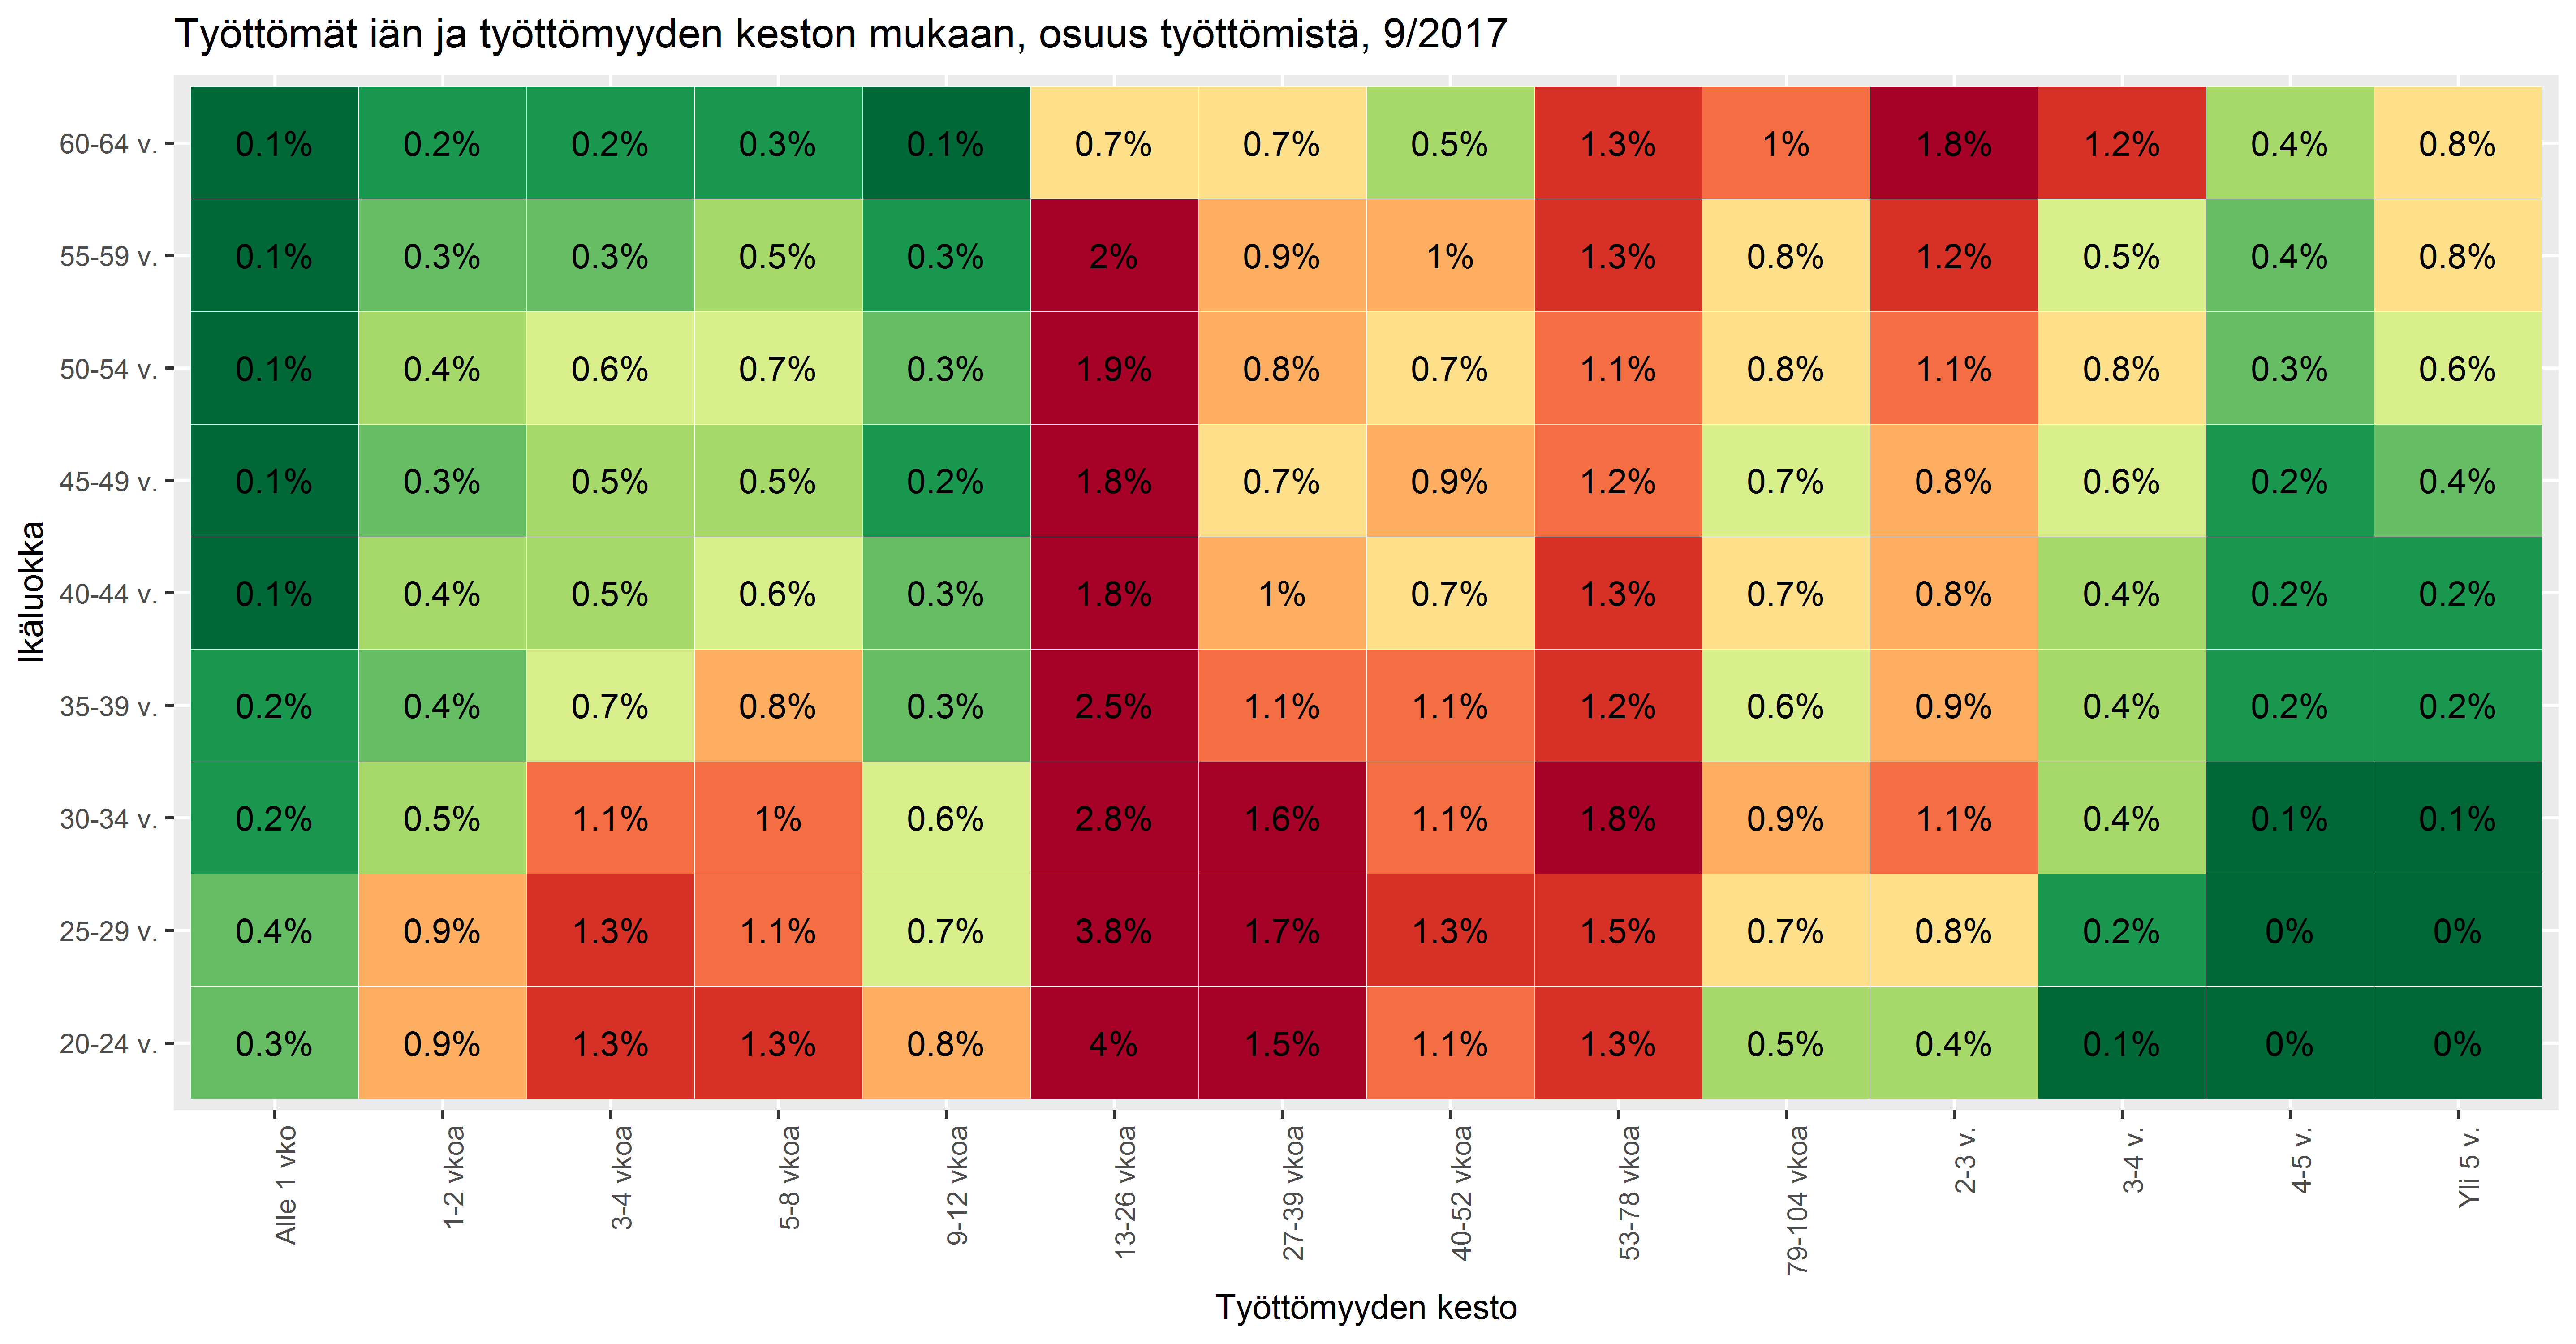 Työttömät iän ja työttömyyden keston mukaan, osuus työttömistä, 9/2017
Ikäluokka
60-64 v. 0.1% 0.2% 0.2% 0.3% 0.1% 0.7% 0.7% 0.5% 1.3% 1% 1.8% 1.2% 0.4% 0.8%
55-59 v. 0.1% 0.3% 0.3% 0.5% 0.3% 2% 0.9% 1% 1.3% 0.8% 1.2% 0.5% 0.4% 0.8%
50-54 v. 0.1% 0.4% 0.6% 0.7% 0.3% 1.9% 0.8% 0.7% 1.1% 0.8% 1.1% 0.8% 0.3% 0.6%
45-49 v. 0.1% 0.3% 0.5% 0.5% 0.2% 1.8% 0.7% 0.9% 1.2% 0.7% 0.8% 0.6% 0.2% 0.4%
40-44 v. 0.1% 0.4% 0.5% 0.6% 0.3% 1.8% 1% 0.7% 1.3% 0.7% 0.8% 0.4% 0.2% 0.2%
35-39 v. 0.2% 0.4% 0.7% 0.8% 0.3% 2.5% 1.1% 1.1% 1.2% 0.6% 0.9% 0.4% 0.2% 0.2%
30-34 v. 0.2% 0.5% 1.1% 1% 0.6% 2.8% 1.6% 1.1% 1.8% 0.9% 1.1% 0.4% 0.1% 0.1%
25-29 v. 0.4% 0.9% 1.3% 1.1% 0.7% 3.8% 1.7% 1.3% 1.5% 0.7% 0.8% 0.2% 0% 0%
20-24 v. 0.3% 0.9% 1.3% 1.3% 0.8% 4% 1.5% 1.1% 1.3% 0.5% 0.4% 0.1% 0% 0%
Alle 1 vko 1-2 vkoa 3-4 vkoa 5-8 vkoa 9-12 vkoa 13-26 vkoa 27-39 vkoa 40-52 vkoa 53-78 vkoa 79-104 vkoa 2-3 v. 3-4 v. 4-5 v. Yli 5 v.
Työttömyyden kesto